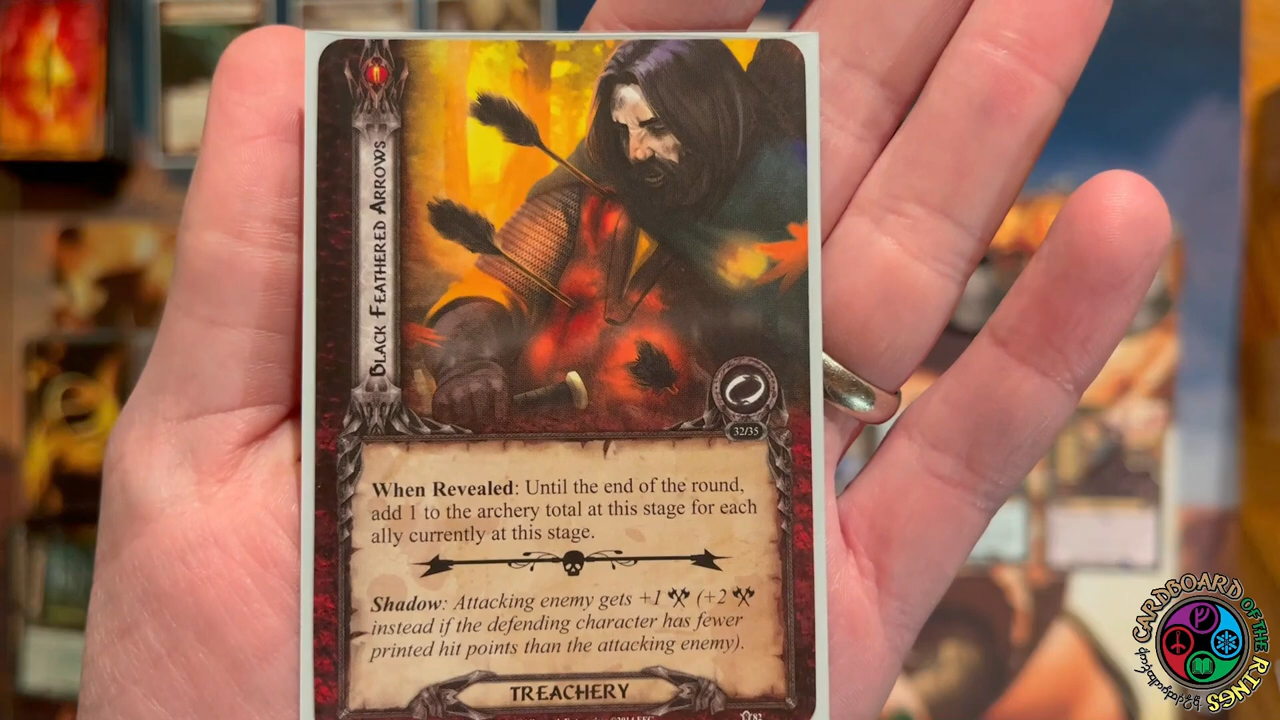 BLACK FEATHERED ARROWS
32/35
When Revealed: Until the end of the round,
add 1 to the archery total at this stage for each
ally currently at this stage.
Shadow: Attacking enemy gets +1 (+2
instead if the defending character has fewer
printed hit points than the attacking enemy).
TREACHERY
82
CARDBOARD OF THE RINGS